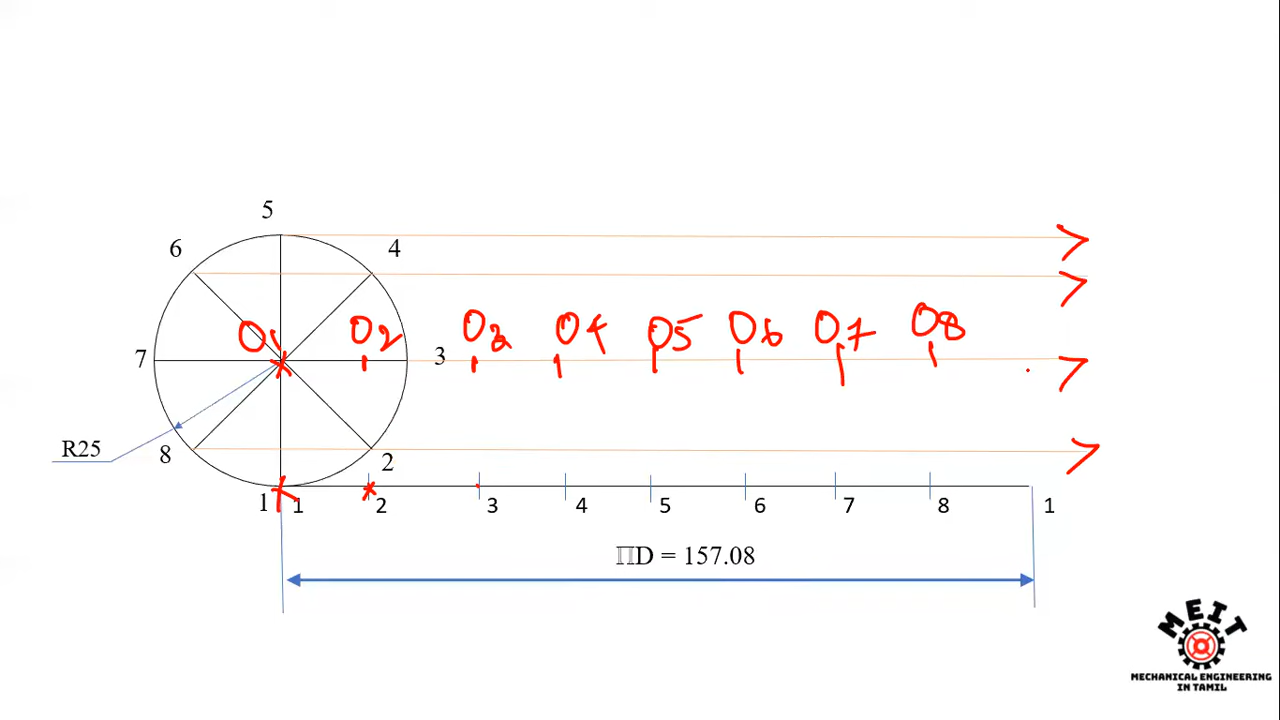 5
6 4
O1 O2 O3 O4 O5 O6 O7 O8
7 3
R25
8 2
1 1 2 3 4 5 6 7 8 1
ΠD = 157.08
MEIT
MECHANICAL ENGINEERING
IN TAMIL